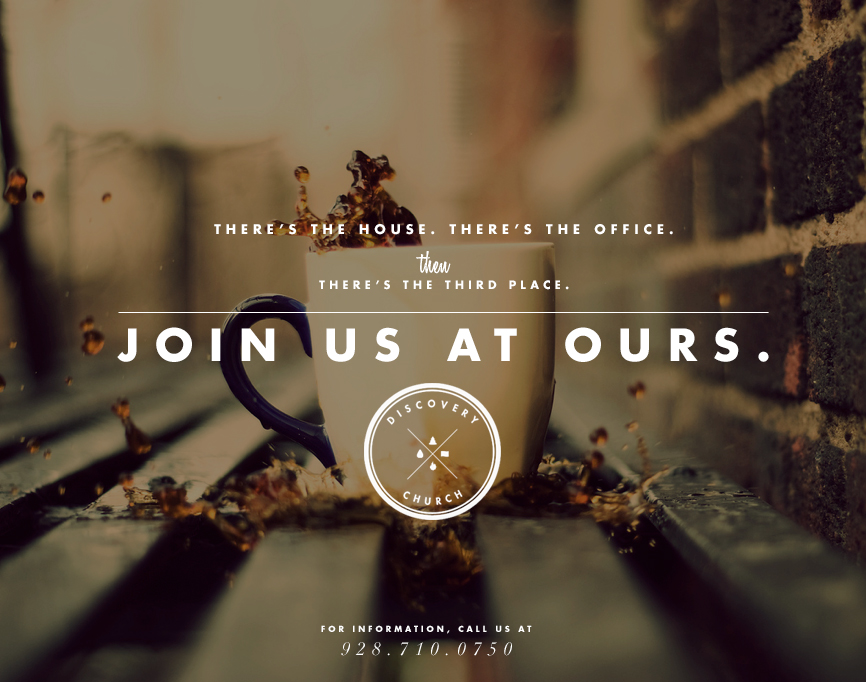 THERE'S THE HOUSE. THERE'S THE OFFICE.
then
THERE'S THE THIRD PLACE.
JOIN US AT OURS.
DISCOVERY
CHURCH
FOR INFORMATION, CALL US AT
928.710.0750